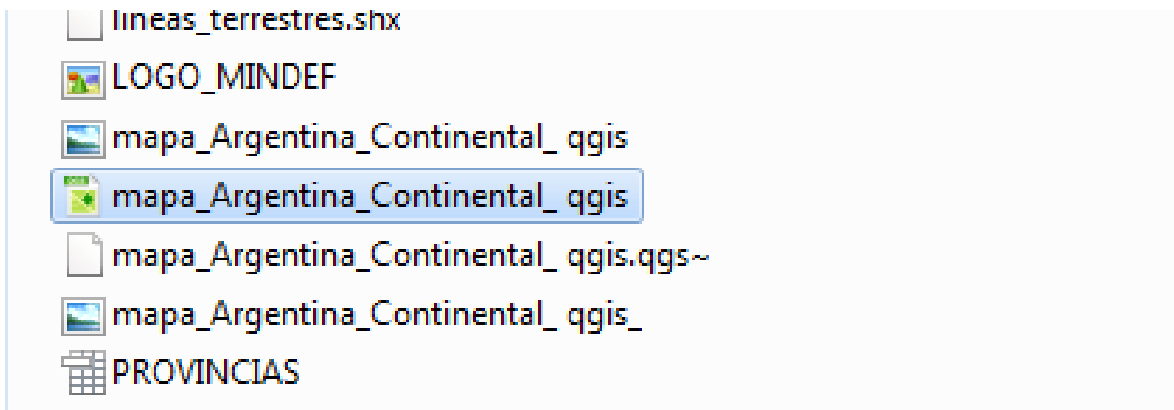 lineas_terrestres.shx
LOGO_MINDEF
mapa_Argentina_Continental_ qgis
mapa_Argentina_Continental_ qgis
mapa_Argentina_Continental_ qgis.qgs~
mapa_Argentina_Continental_ qgis_
PROVINCIAS